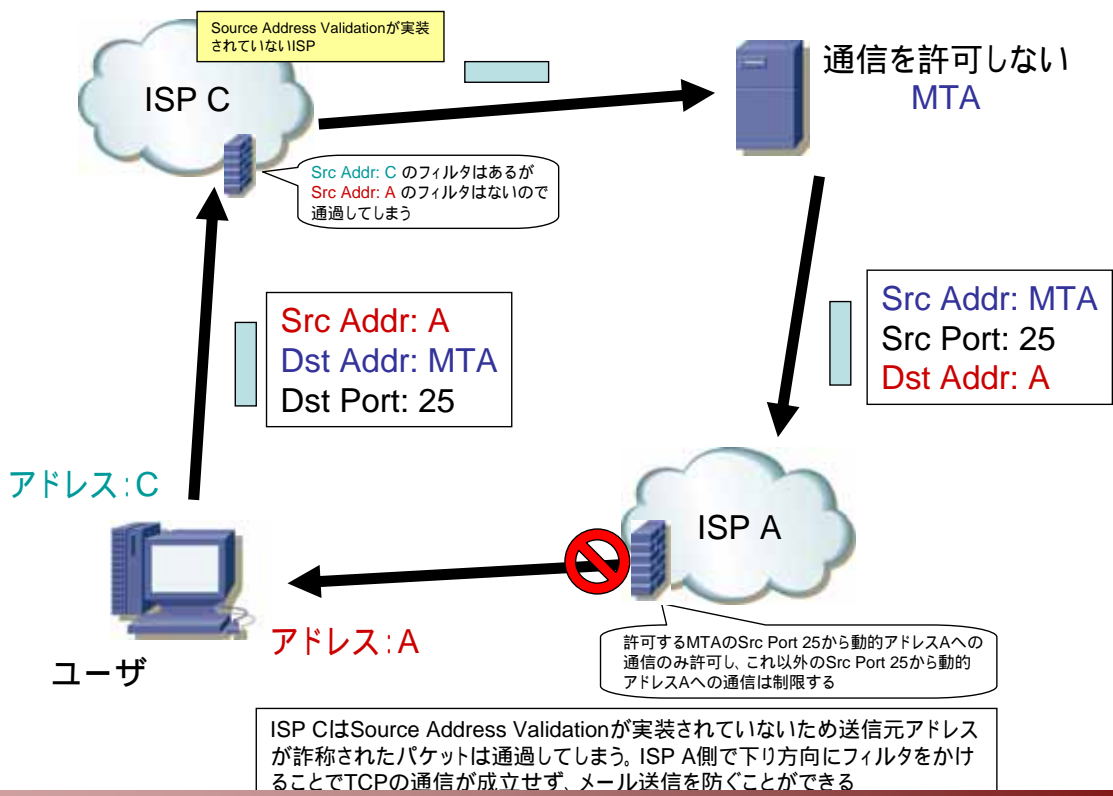 Source Address Validationが実装
されていないISP
ISP C
通信を許可しない
MTA
Src Addr: C のフィルタはあるが
Src Addr: A のフィルタはないので
通過してしまう
Src Addr: A
Dst Addr: MTA
Dst Port: 25
Src Addr: MTA
Src Port: 25
Dst Addr: A
アドレス:C
ISP A
アドレス:A
ユーザ
許可するMTAのSrc Port 25から動的アドレスAへの
通信のみ許可し、これ以外のSrc Port 25から動的
アドレスAへの通信は制限する
ISP CはSource Address Validationが実装されていないため送信元アドレス
が詐称されたパケットは通過してしまう。ISP A側で下り方向にフィルタをかけ
ることでTCPの通信が成立せず、メール送信を防ぐことができる